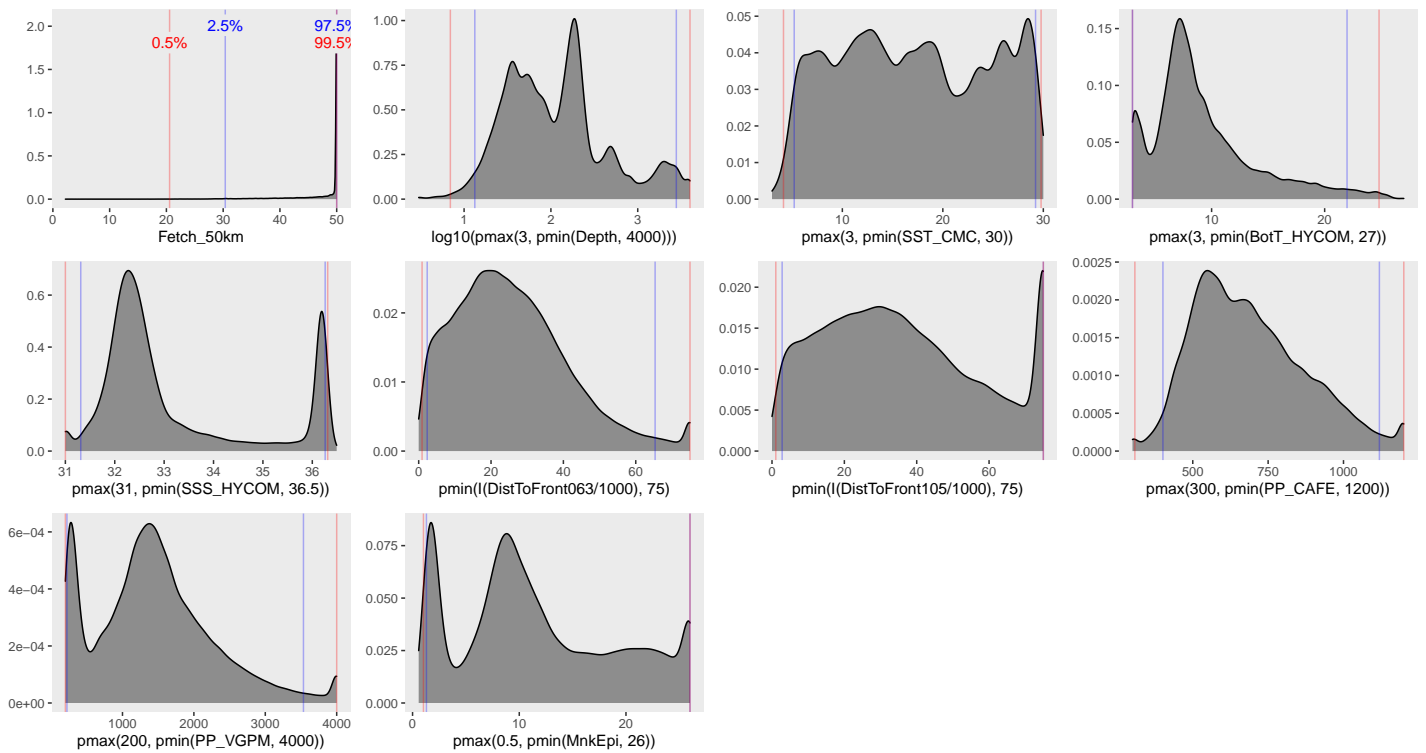 2.5% 97.5%
0.5% 99.5%
2.0
1.5
1.0
0.5
0.0
0 10 20 30 40 50
Fetch_50km
1.00
0.75
0.50
0.25
0.00
1 2 3
log10(pmax(3, pmin(Depth, 4000)))
0.05
0.04
0.03
0.02
0.01
0.00
10 20 30
pmax(3, pmin(SST_CMC, 30))
0.15
0.10
0.05
0.00
10 20
pmax(3, pmin(BotT_HYCOM, 27))
0.6
0.4
0.2
0.0
31 32 33 34 35 36
pmax(31, pmin(SSS_HYCOM, 36.5))
0.02
0.01
0.00
0 20 40 60
pmin(I(DistToFront063/1000), 75)
0.020
0.015
0.010
0.005
0.000
0 20 40 60
pmin(I(DistToFront105/1000), 75)
0.0025
0.0020
0.0015
0.0010
0.0005
0.0000
500 750 1000
pmax(300, pmin(PP_CAFE, 1200))
6e−04
4e−04
2e−04
0e+00
1000 2000 3000 4000
pmax(200, pmin(PP_VGPM, 4000))
0.075
0.050
0.025
0.000
0 10 20
pmax(0.5, pmin(MnkEpi, 26))